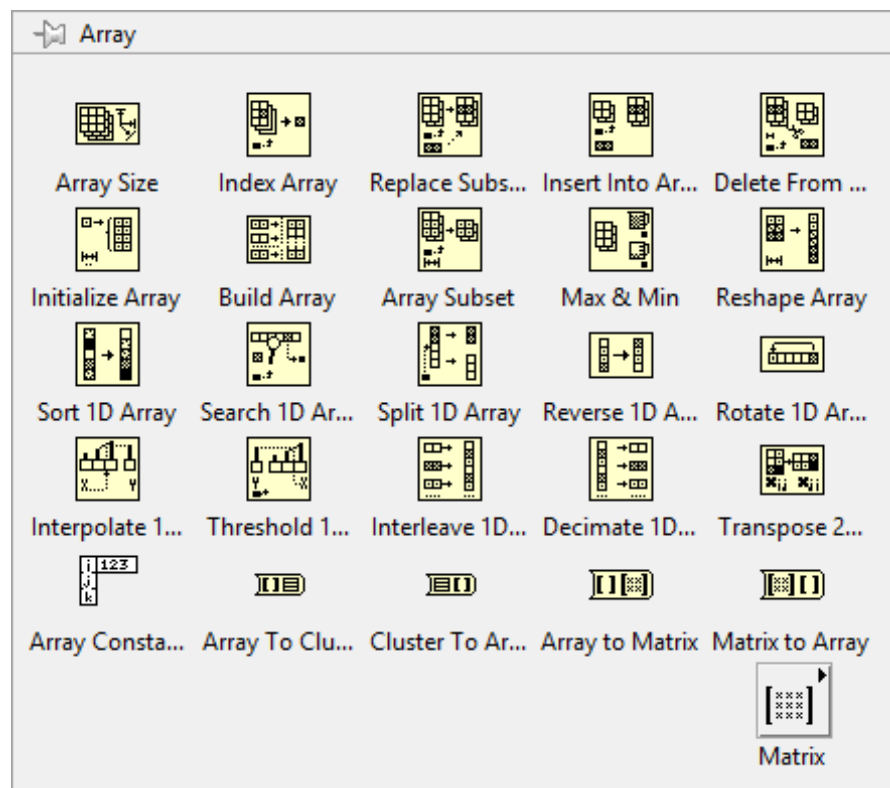 Array
Array Size Index Array Replace Subs... Insert Into Ar... Delete From ...
Initialize Array Build Array Array Subset Max & Min Reshape Array
Sort 1D Array Search 1D Ar... Split 1D Array Reverse 1D A... Rotate 1D Ar...
X Y Y X
Interpolate 1... Threshold 1... Interleave 1D... Decimate 1D... Transpose 2...
i 123
j
k
Array Consta... Array To Clu... Cluster To Ar... Array to Matrix Matrix to Array
Matrix